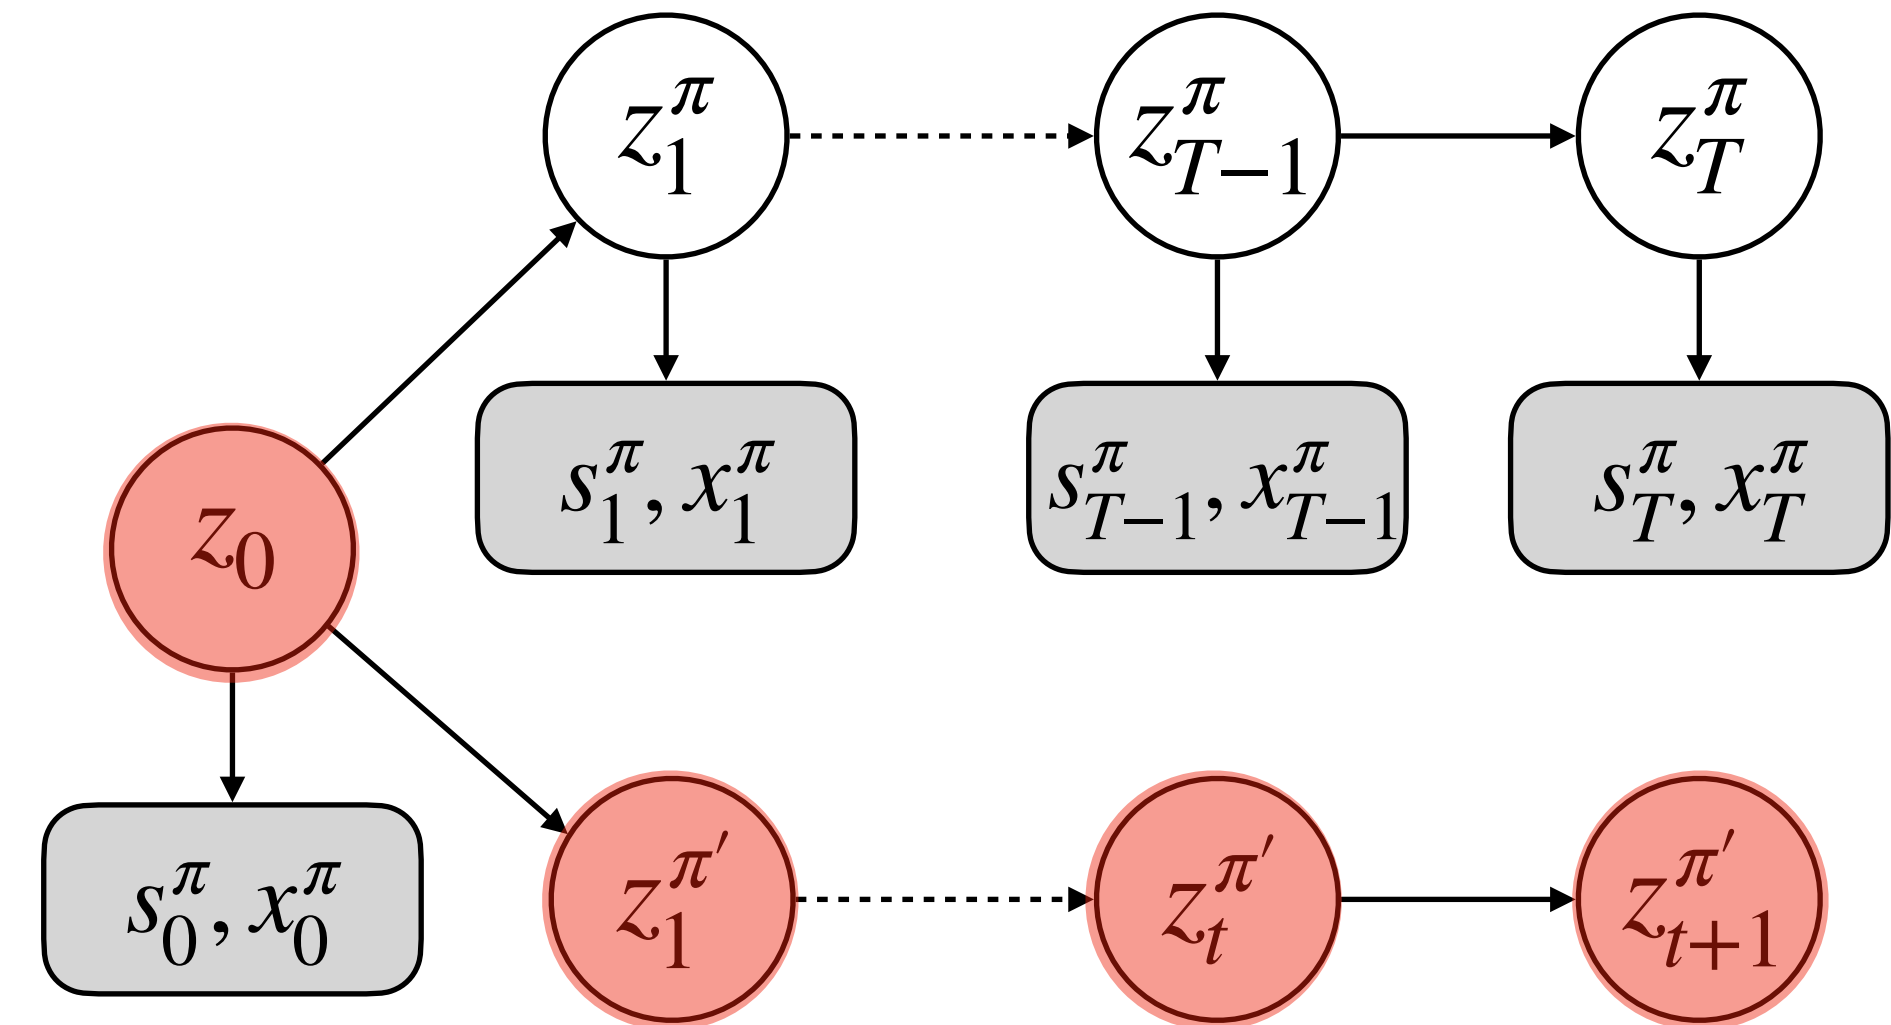 z_1^π
z_{T−1}^π
z_T^π
s_1^π, x_1^π
s_{T−1}^π, x_{T−1}^π
s_T^π, x_T^π
z_0
s_0^π, x_0^π
z_1^{π′}
z_t^{π′}
z_{t+1}^{π′}